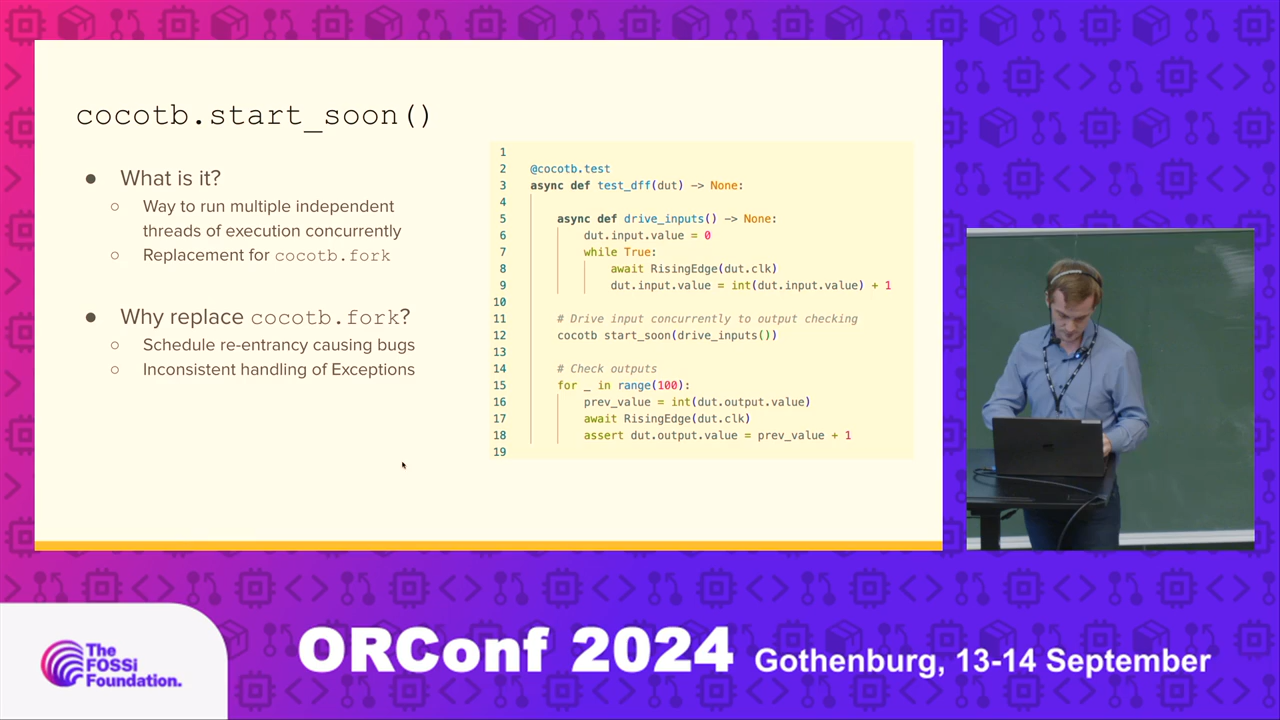 cocotb.start_soon()
● What is it?
○ Way to run multiple independent
threads of execution concurrently
○ Replacement for cocotb.fork
● Why replace cocotb.fork?
○ Schedule re-entrancy causing bugs
○ Inconsistent handling of Exceptions
1
2 @cocotb.test
3 async def test_dff(dut) -> None:
4
5 async def drive_inputs() -> None:
6 dut.input.value = 0
7 while True:
8 await RisingEdge(dut.clk)
9 dut.input.value = int(dut.input.value) + 1
10
11 # Drive input concurrently to output checking
12 cocotb start_soon(drive_inputs())
13
14 # Check outputs
15 for _ in range(100):
16 prev_value = int(dut.output.value)
17 await RisingEdge(dut.clk)
18 assert dut.output.value = prev_value + 1
19
The
FOSSi
Foundation.
ORConf 2024 Gothenburg, 13-14 September